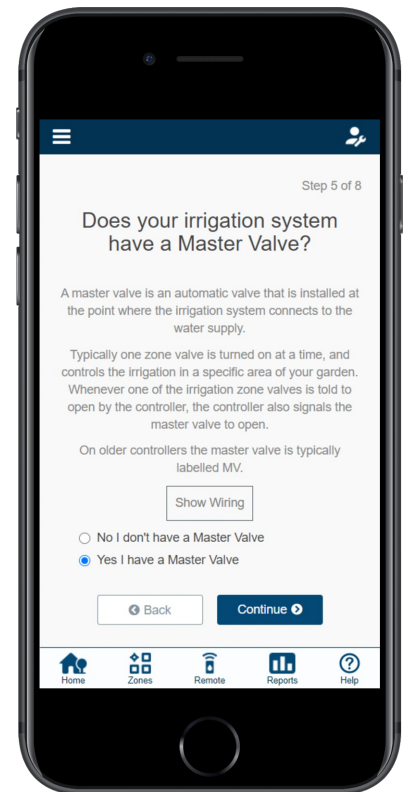 Step 5 of 8
Does your irrigation system
have a Master Valve?
A master valve is an automatic valve that is installed at
the point where the irrigation system connects to the
water supply.
Typically one zone valve is turned on at a time, and
controls the irrigation in a specific area of your garden.
Whenever one of the irrigation zone valves is told to
open by the controller, the controller also signals the
master valve to open.
On older controllers the master valve is typically
labelled MV.
Show Wiring
No I don't have a Master Valve
Yes I have a Master Valve
Back Continue
Home Zones Remote Reports Help